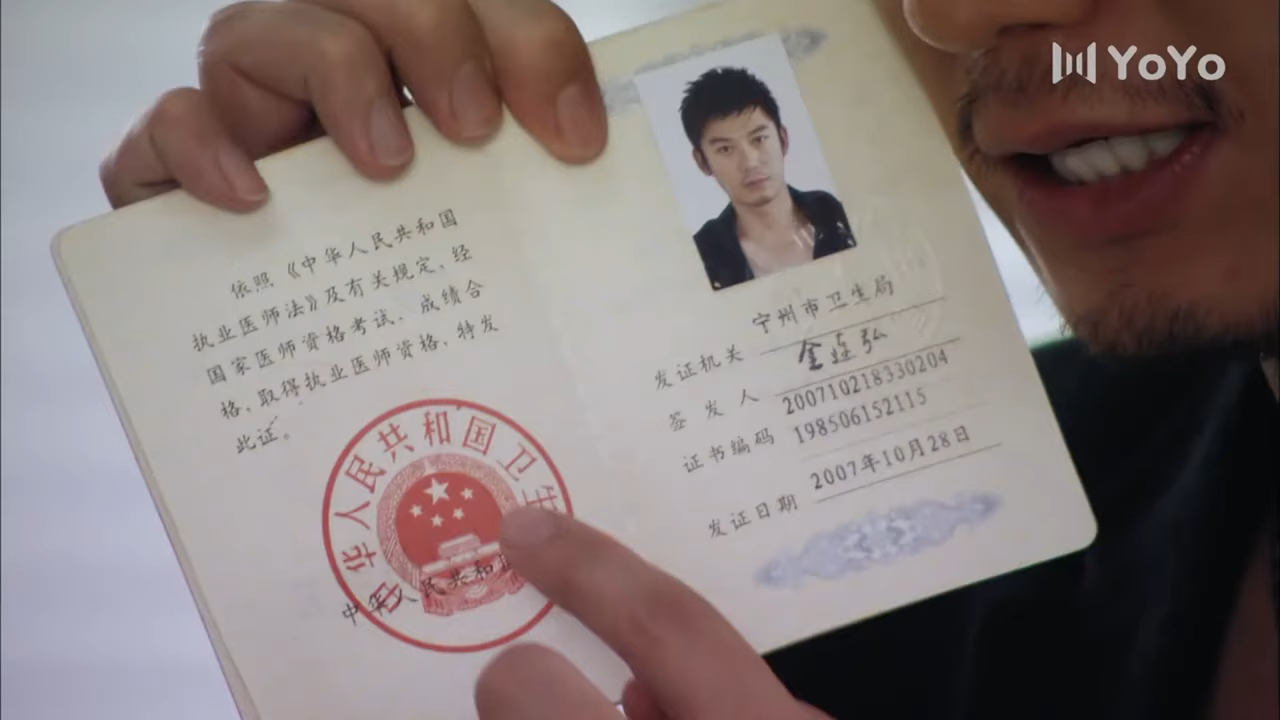 YoYo
依照《中华人民共和国
执业医师法》及有关规定，经
国家医师资格考试，成绩合
格，取得执业医师资格，特发
此证。
中华人民共和国卫生
中华人民共和国
宁州市卫生局
发证机关
金连弘
签发人
200710218330204
证书编码
198506152115
2007年10月28日
发证日期